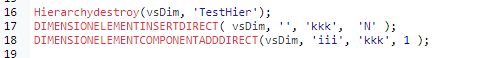 16 Hierarchydestroy(vsDim, 'TestHier');
17 DIMENSIONELEMENTINSERTDIRECT( vsDim, '', 'kkk',  'N' );
18 DIMENSIONELEMENTCOMPONENTADDDIRECT(vsDim, 'iii', 'kkk', 1 );
19